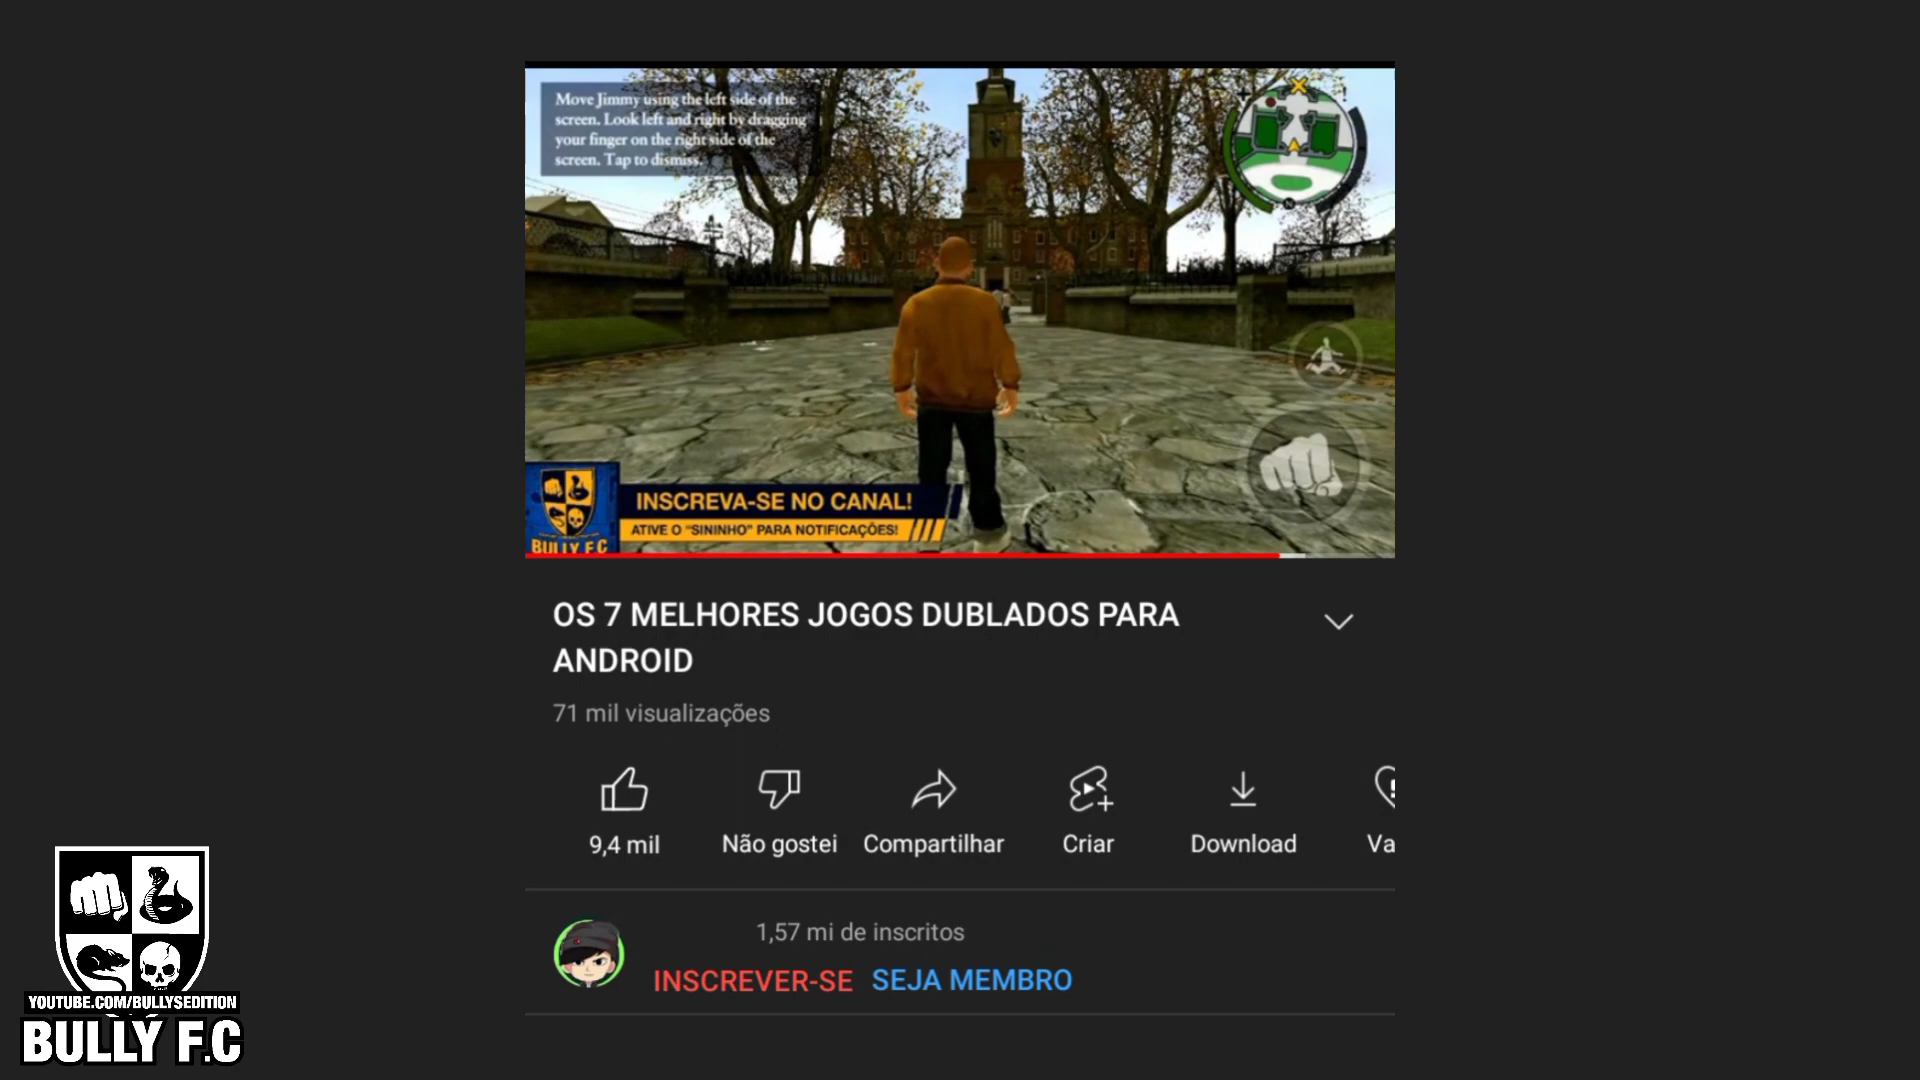 Move Jimmy using the left side of the
screen. Look left and right by dragging
your finger on the right side of the
screen. Tap to dismiss.
N
INSCREVA-SE NO CANAL!
ATIVE O "SININHO" PARA NOTIFICAÇÕES!
BULLY F.C
OS 7 MELHORES JOGOS DUBLADOS PARA
ANDROID
71 mil visualizações
9,4 mil
Não gostei
Compartilhar
Criar
Download
Va
1,57 mi de inscritos
INSCREVER-SE SEJA MEMBRO
YOUTUBE.COM/BULLYSEDITION
BULLY F.C